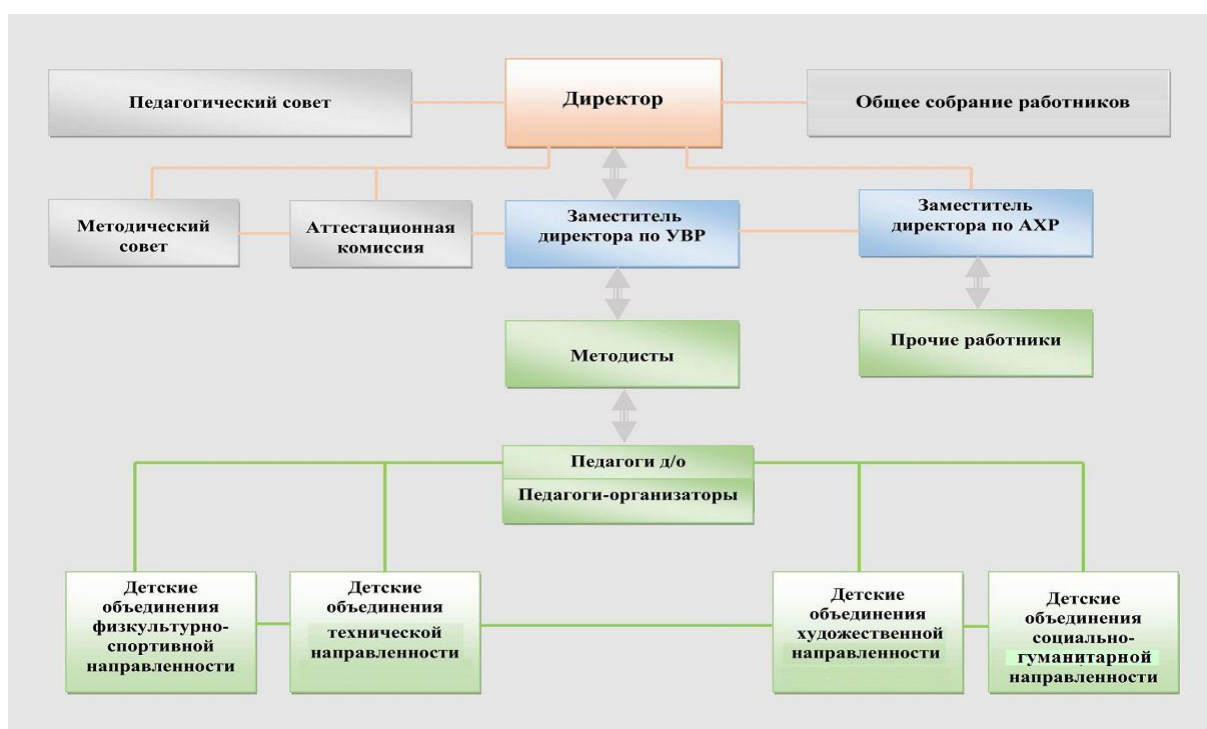 Педагогический совет
Директор
Общее собрание работников
Методический
совет
Аттестационная
комиссия
Заместитель
директора по УВР
Заместитель
директора по АХР
Методисты
Прочие работники
Педагоги д/о
Педагоги-организаторы
Детские
объединения
физкультурно-
спортивной
направленности
Детские
объединения
технической
направленности
Детские
объединения
художественной
направленности
Детские
объединения
социально-
гуманитарной
направленности